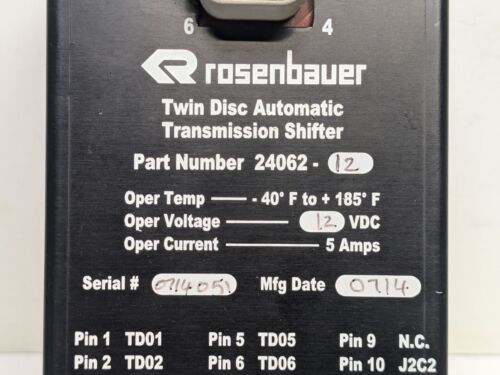 6 4
rosenbauer
Twin Disc Automatic
Transmission Shifter
Part Number 24062 - 12
Oper Temp — - 40° F to + 185° F
Oper Voltage — 12 VDC
Oper Current — 5 Amps
Serial # 0714051 Mfg Date 0714
Pin 1 TD01 Pin 5 TD05 Pin 9 N.C.
Pin 2 TD02 Pin 6 TD06 Pin 10 J2C2